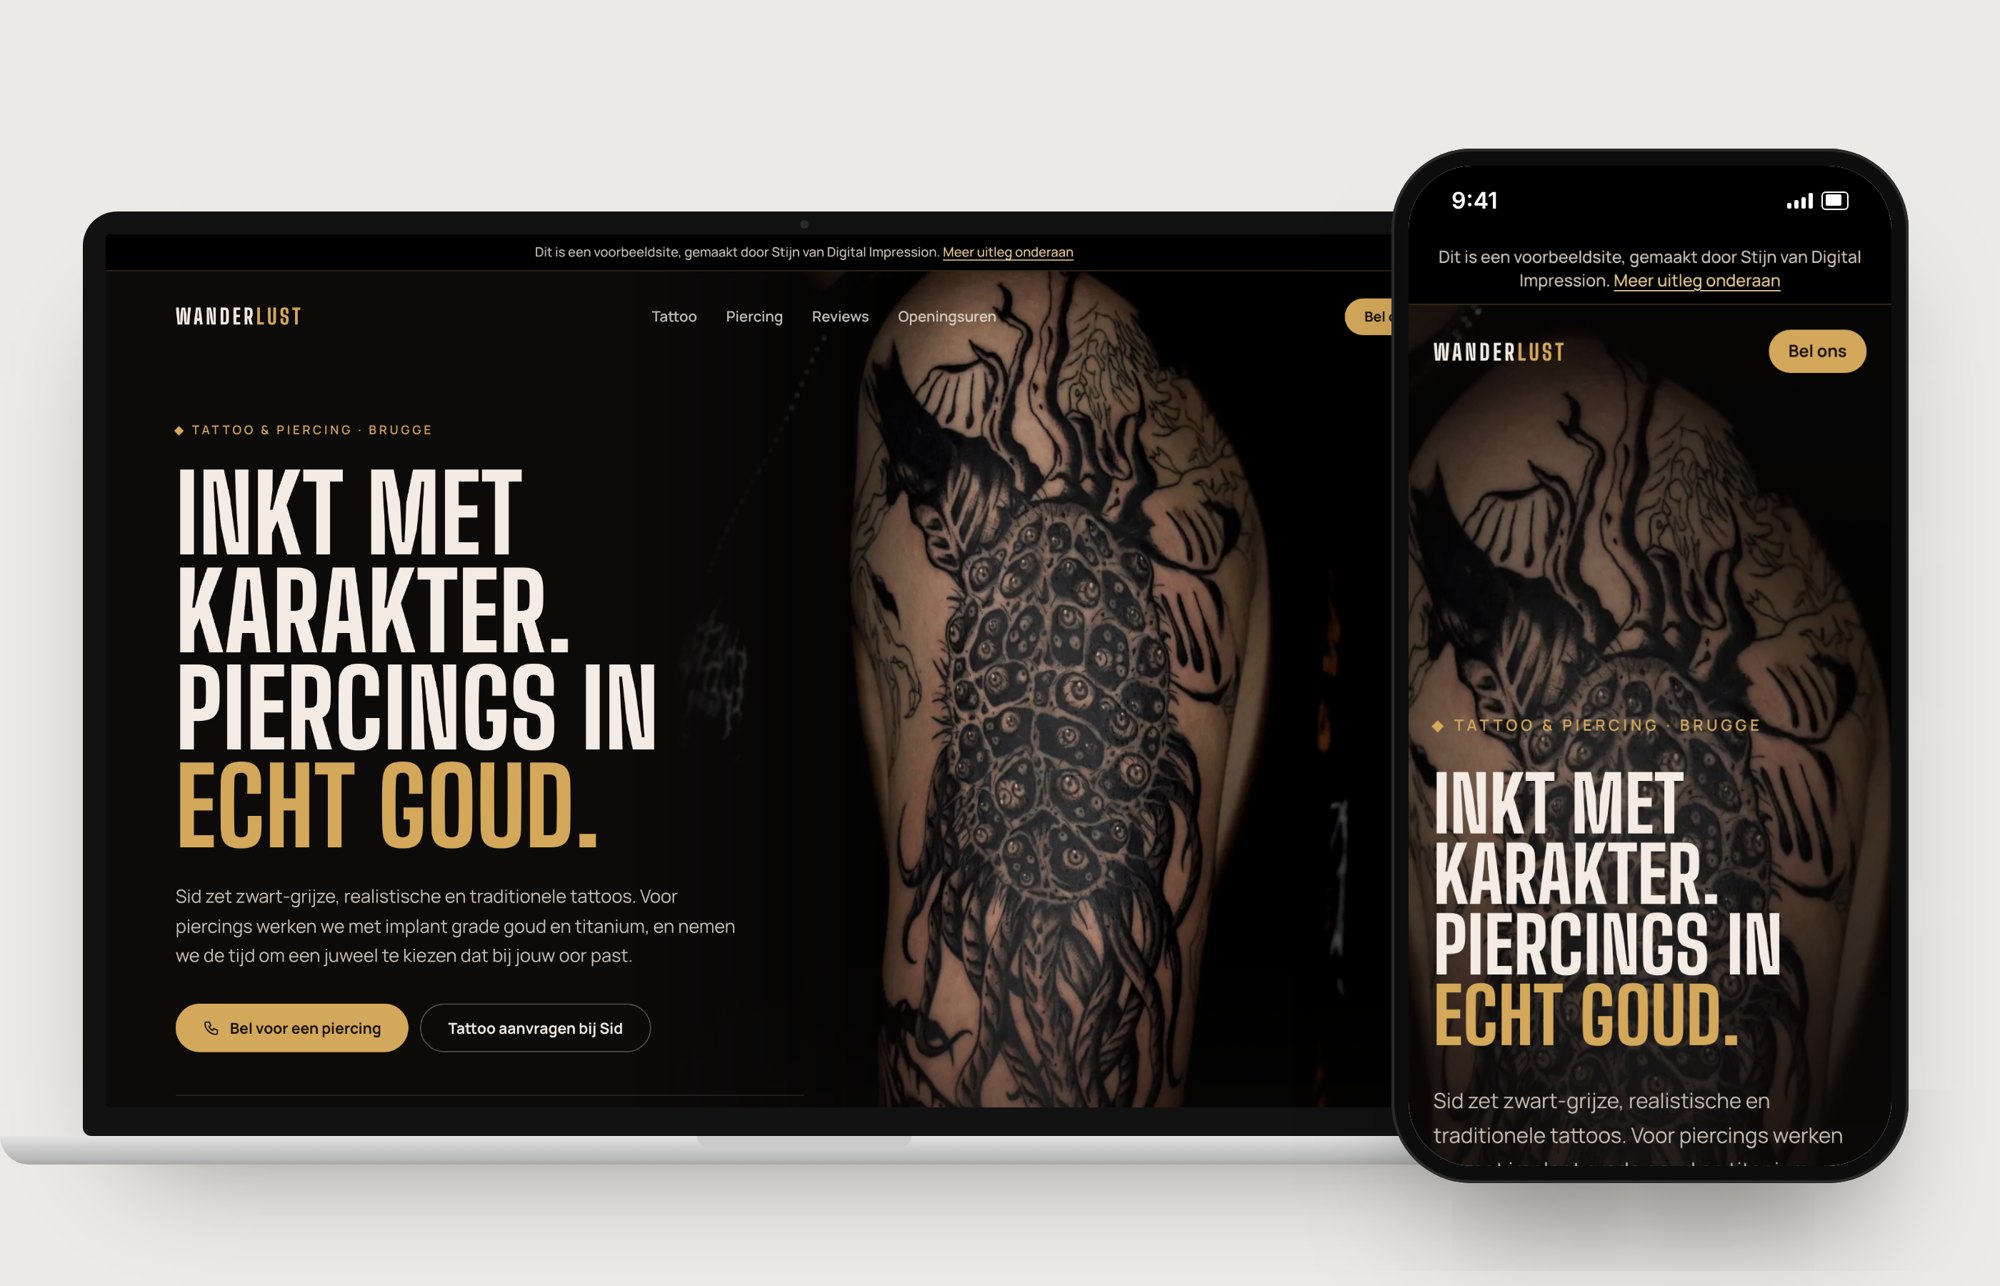 Dit is een voorbeeldsite, gemaakt door Stijn van Digital Impression. Meer uitleg onderaan
WANDERLUST
Tattoo Piercing Reviews Openingsuren
Bel
◆ TATTOO & PIERCING · BRUGGE
INKT MET
KARAKTER.
PIERCINGS IN
ECHT GOUD.
Sid zet zwart-grijze, realistische en traditionele tattoos. Voor
piercings werken we met implant grade goud en titanium, en nemen
we de tijd om een juweel te kiezen dat bij jouw oor past.
Bel voor een piercing
Tattoo aanvragen bij Sid
9:41
Dit is een voorbeeldsite, gemaakt door Stijn van Digital
Impression. Meer uitleg onderaan
WANDERLUST
Bel ons
◆ TATTOO & PIERCING · BRUGGE
INKT MET
KARAKTER.
PIERCINGS IN
ECHT GOUD.
Sid zet zwart-grijze, realistische en
traditionele tattoos. Voor piercings werken